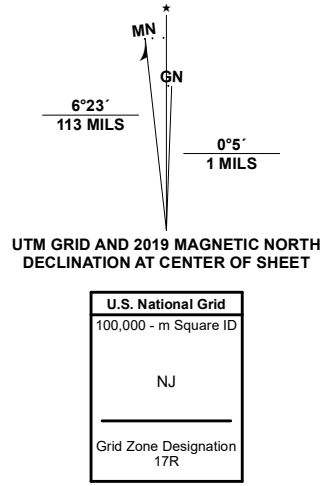 ★
MN
GN
6°23´
113 MILS
0°5´
1 MILS
UTM GRID AND 2019 MAGNETIC NORTH
DECLINATION AT CENTER OF SHEET
U.S. National Grid
100,000 - m Square ID
NJ
Grid Zone Designation
17R